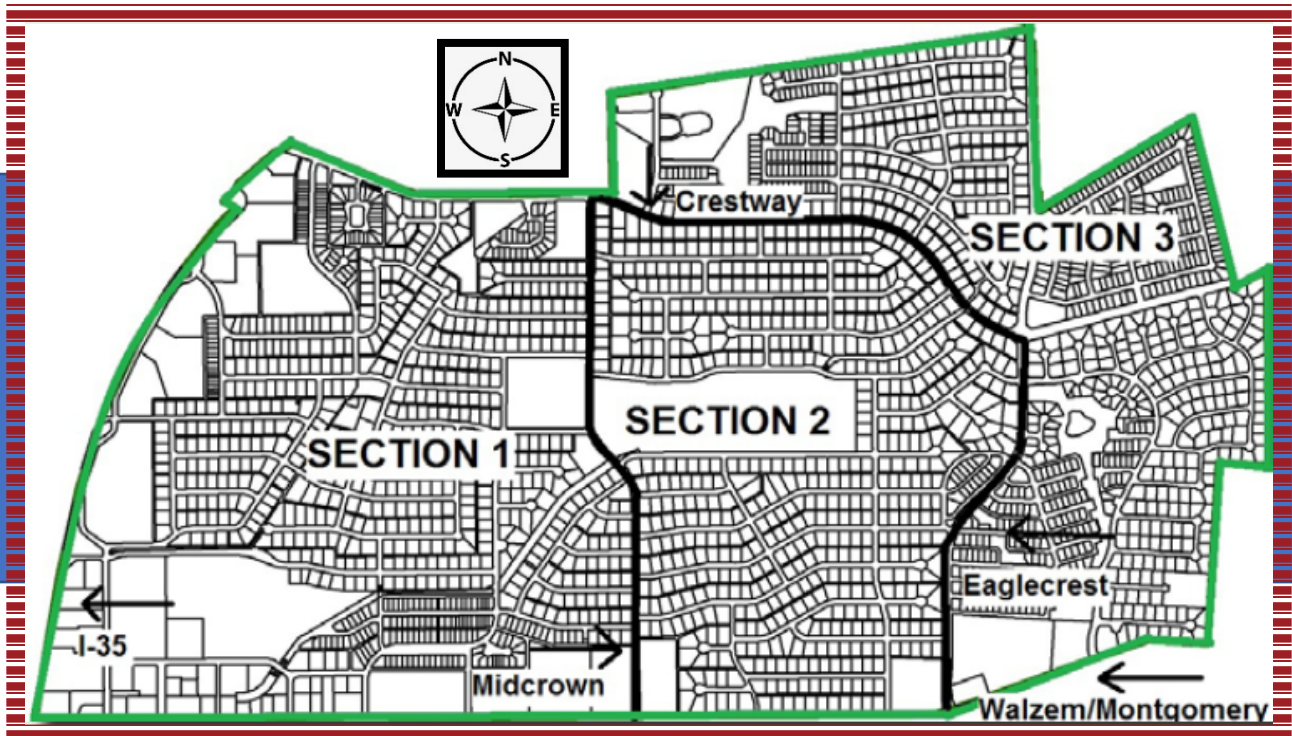 N
W E
S
Crestway
SECTION 3
SECTION 2
SECTION 1
Eaglecrest
I-35
Midcrown
Walzem/Montgomery